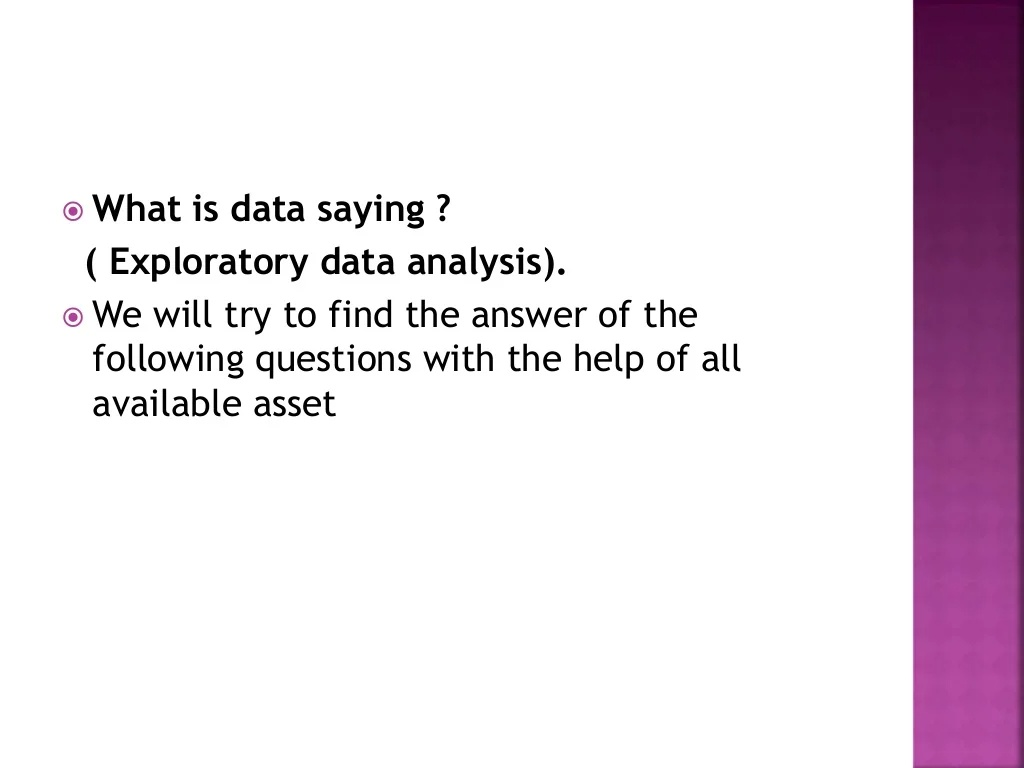 What is data saying ?
( Exploratory data analysis).
We will try to find the answer of the
following questions with the help of all
available asset